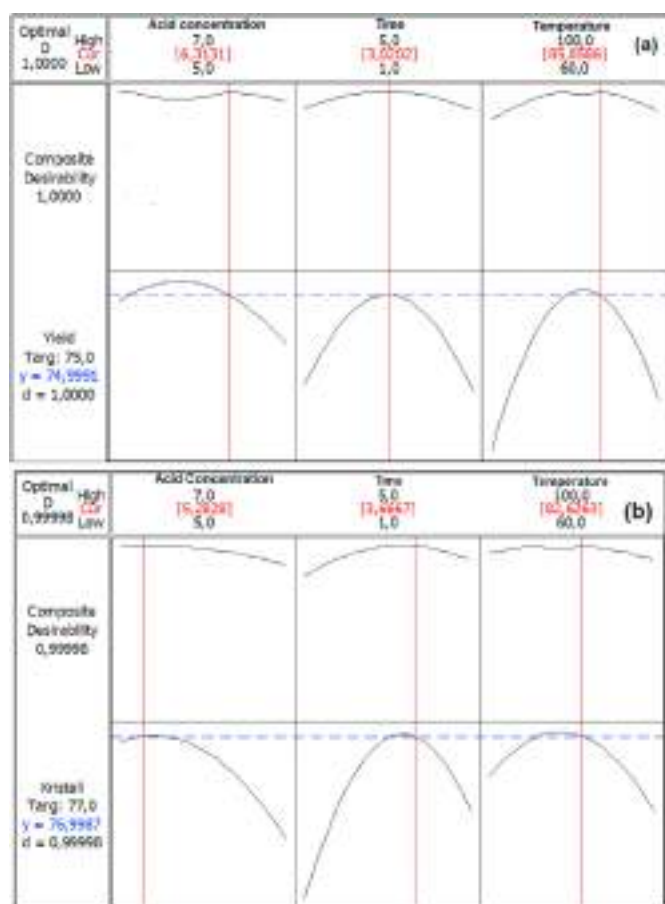 Optimal
D
1,0000
High
Cur
Low
Acid concentration
7,0
[6,3131]
5,0
Time
5,0
[3,0202]
1,0
Temperature
100,0
60,0
(a)
Composite
Desirability
1,0000
Yield
Targ: 75,0
y = 74,9991
d = 1,0000
Optimal
D
0,99998
High
Cur
Low
Acid Concentration
7,0
[5,2828]
5,0
Time
5,0
[3,6667]
1,0
Temperature
100,0
[82,6263]
60,0
(b)
Composite
Desirability
0,99998
Kristall
Targ: 77,0
y = 76,9987
d = 0,99998